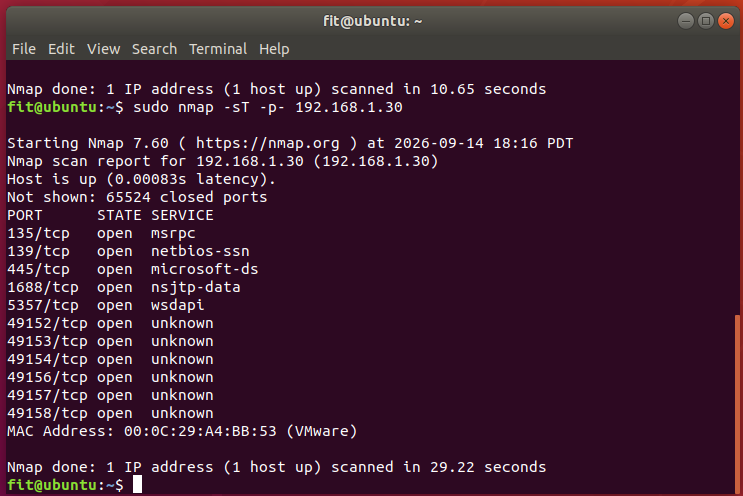 fit@ubuntu: ~
File Edit View Search Terminal Help
Nmap done: 1 IP address (1 host up) scanned in 10.65 seconds
fit@ubuntu:~$ sudo nmap -sT -p- 192.168.1.30
Starting Nmap 7.60 ( https://nmap.org ) at 2026-09-14 18:16 PDT
Nmap scan report for 192.168.1.30 (192.168.1.30)
Host is up (0.00083s latency).
Not shown: 65524 closed ports
PORT      STATE SERVICE
135/tcp   open  msrpc
139/tcp   open  netbios-ssn
445/tcp   open  microsoft-ds
1688/tcp  open  nsjtp-data
5357/tcp  open  wsdapi
49152/tcp open  unknown
49153/tcp open  unknown
49154/tcp open  unknown
49156/tcp open  unknown
49157/tcp open  unknown
49158/tcp open  unknown
MAC Address: 00:0C:29:A4:BB:53 (VMware)
Nmap done: 1 IP address (1 host up) scanned in 29.22 seconds
fit@ubuntu:~$